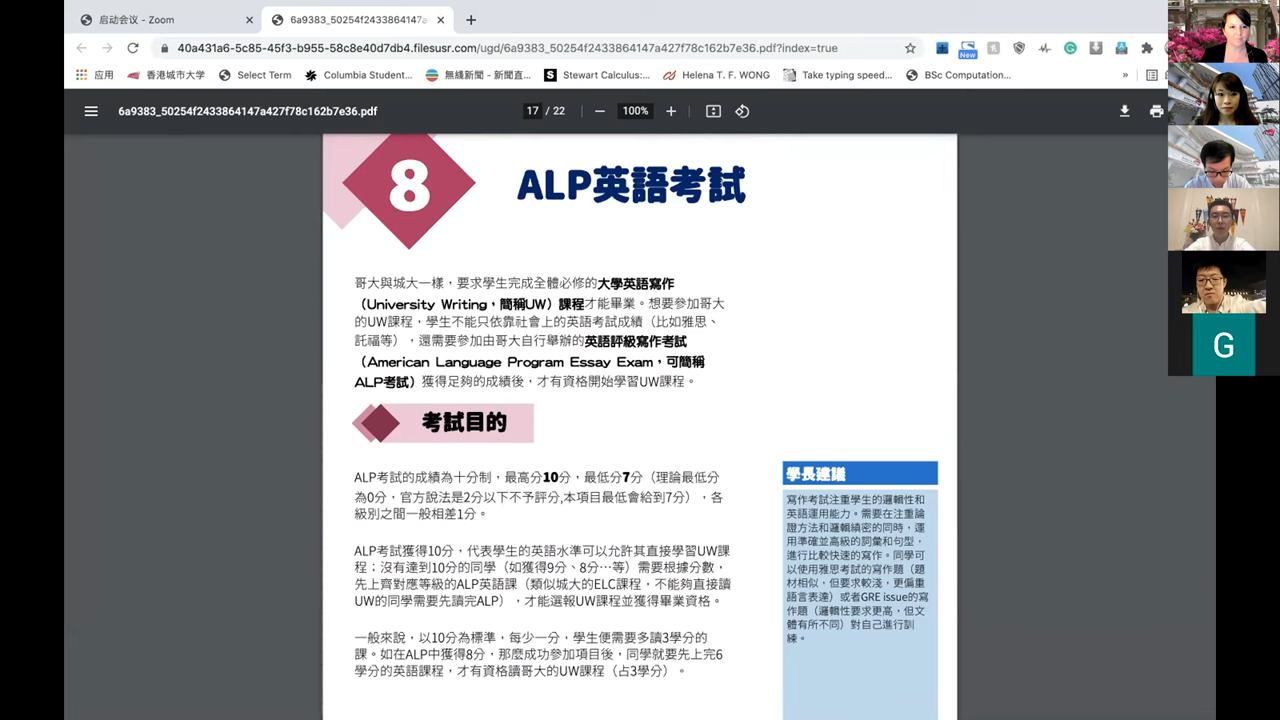 启动会议 - Zoom
6a9383_50254f2433864147a
40a431a6-5c85-45f3-b955-58c8e40d7db4.filesusr.com/ugd/6a9383_50254f2433864147a427f78c162b7e36.pdf?index=true
New
应用
香港城市大学
Select Term
Columbia Student...
無綫新聞 - 新聞直...
Stewart Calculus:...
Helena T. F. WONG
Take typing speed...
BSc Computation...
»
6a9383_50254f2433864147a427f78c162b7e36.pdf
17 / 22
100%
8
ALP英語考試
哥大與城大一樣，要求學生完成全體必修的大學英語寫作
（University Writing，簡稱UW）課程才能畢業。想要參加哥大
的UW課程，學生不能只依靠社會上的英語考試成績（比如雅思、
託福等），還需要參加由哥大自行舉辦的英語評級寫作考試
（American Language Program Essay Exam，可簡稱
ALP考試）獲得足夠的成績後，才有資格開始學習UW課程。
考試目的
ALP考試的成績為十分制，最高分10分，最低分7分（理論最低分
為0分，官方說法是2分以下不予評分,本項目最低會給到7分），各
級別之間一般相差1分。
ALP考試獲得10分，代表學生的英語水準可以允許其直接學習UW課
程；沒有達到10分的同學（如獲得9分、8分…等）需要根據分數，
先上齊對應等級的ALP英語課（類似城大的ELC課程，不能夠直接讀
UW的同學需要先讀完ALP），才能選報UW課程並獲得畢業資格。
一般來說，以10分為標準，每少一分，學生便需要多讀3學分的
課。如在ALP中獲得8分，那麼成功參加項目後，同學就要先上完6
學分的英語課程，才有資格讀哥大的UW課程（占3學分）。
學長建議
寫作考試注重學生的邏輯性和
英語運用能力。需要在注重論
證方法和邏輯縝密的同時，運
用準確並高級的詞彙和句型，
進行比較快速的寫作。同學可
以使用雅思考試的寫作題（題
材相似，但要求較淺，更偏重
語言表達）或者GRE issue的寫
作題（邏輯性要求更高，但文
體有所不同）對自己進行訓
練。
G